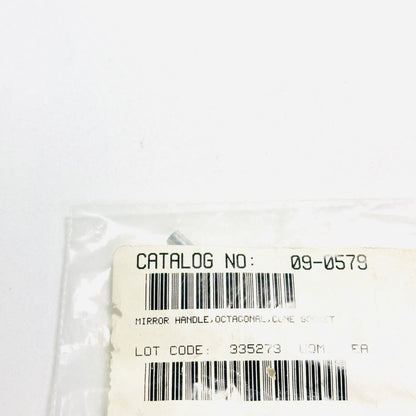 CATALOG NO: 09-0579
MIRROR HANDLE,OCTAGONAL,CONE SOCKET
LOT CODE: 335273 UOM: EA